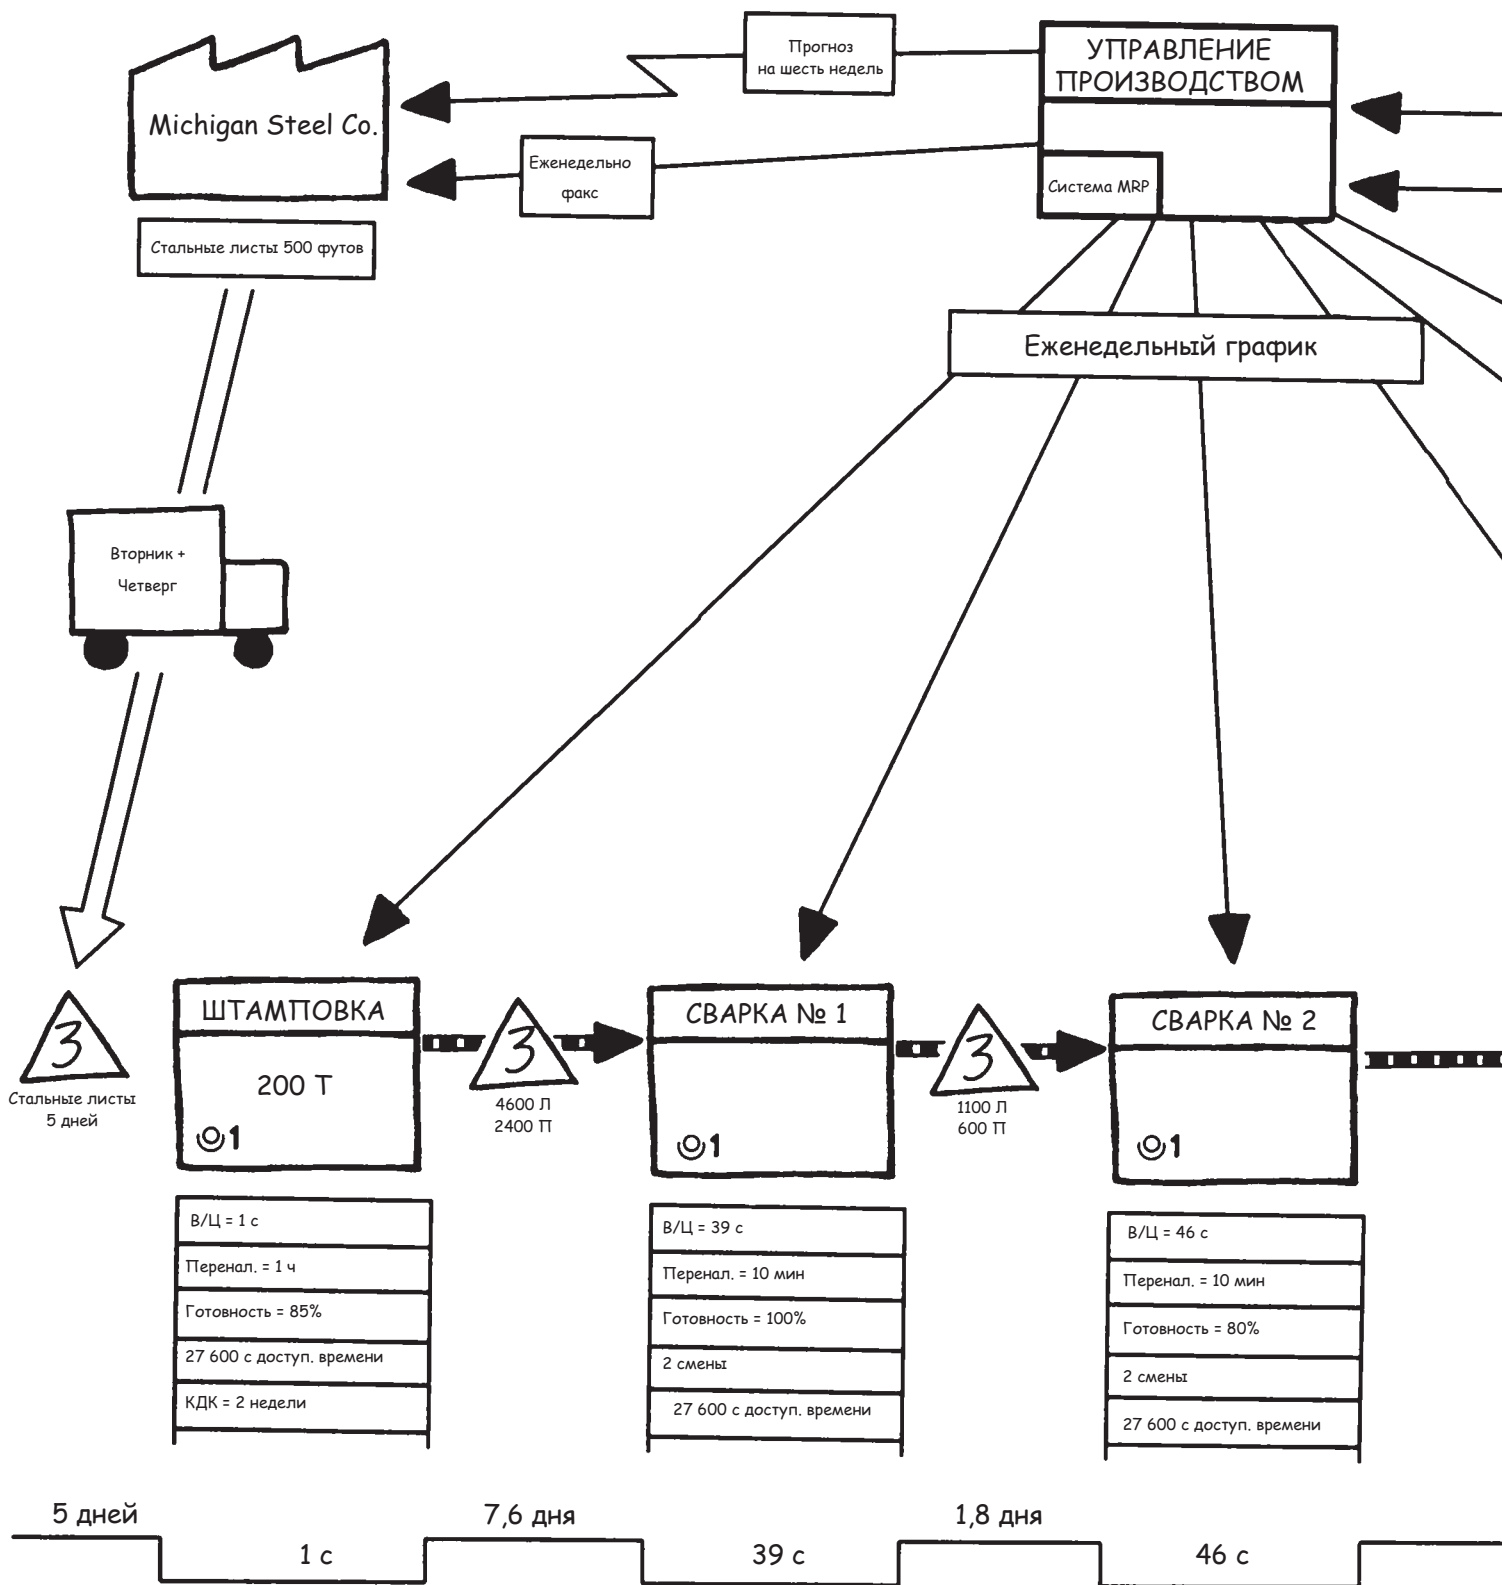 Прогноз
на шесть недель
УПРАВЛЕНИЕ
ПРОИЗВОДСТВОМ
Michigan Steel Co.
Еженедельно
факс
Система MRP
Стальные листы 500 футов
Еженедельный график
Вторник +
Четверг
З
Стальные листы
5 дней
ШТАМПОВКА
200 Т
1
З
4600 Л
2400 П
СВАРКА № 1
1
З
1100 Л
600 П
СВАРКА № 2
1
В/Ц = 1 с
Перенал. = 1 ч
Готовность = 85%
27 600 с доступ. времени
КДК = 2 недели
В/Ц = 39 с
Перенал. = 10 мин
Готовность = 100%
2 смены
27 600 с доступ. времени
В/Ц = 46 с
Перенал. = 10 мин
Готовность = 80%
2 смены
27 600 с доступ. времени
5 дней
1 с
7,6 дня
39 с
1,8 дня
46 с